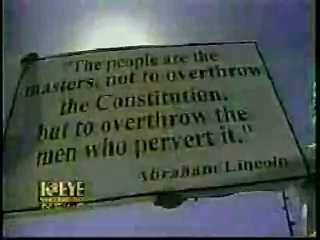 "The people are the
masters, not to overthrow
the Constitution,
but to overthrow the
men who pervert it."
Abraham Lincoln
K EYE